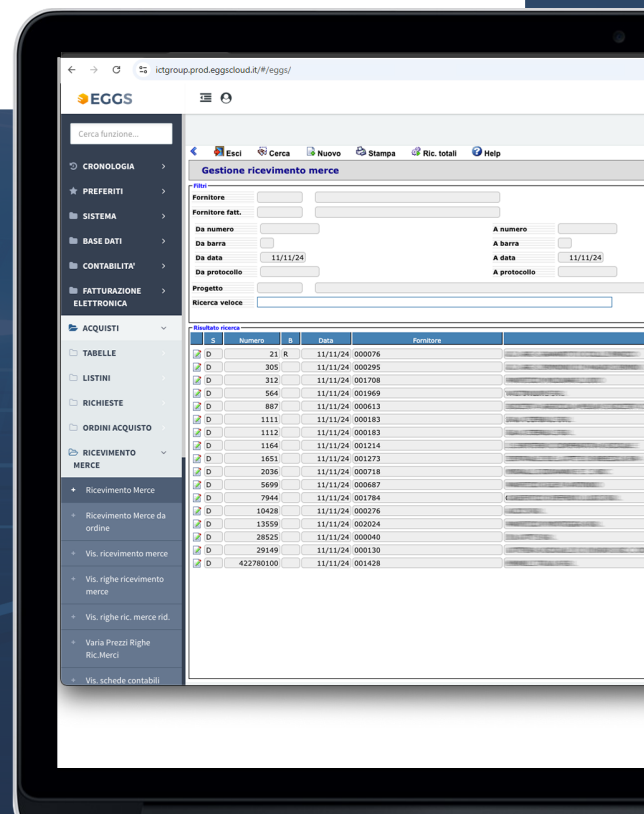 ictgroup.prod.eggscloud.it/#/eggs/
EGGS
Cerca funzione...
CRONOLOGIA
PREFERITI
SISTEMA
BASE DATI
CONTABILITA'
FATTURAZIONE
ELETTRONICA
ACQUISTI
TABELLE
LISTINI
RICHIESTE
ORDINI ACQUISTO
RICEVIMENTO
MERCE
Ricevimento Merce
Ricevimento Merce da
ordine
Vis. ricevimento merce
Vis. righe ricevimento
merce
Vis. righe ric. merce rid.
Varia Prezzi Righe
Ric.Merci
Vis. schede contabili
Esci Cerca Nuovo Stampa Ric. totali Help
Gestione ricevimento merce
Filtri
Fornitore
Fornitore fatt.
Da numero A numero
Da barra A barra
Da data 11/11/24 A data 11/11/24
Da protocollo A protocollo
Progetto
Ricerca veloce
Risultato ricerca
S Numero B Data Fornitore
D 21 R 11/11/24 000076
D 305 11/11/24 000295
D 312 11/11/24 001708
D 564 11/11/24 001969
D 887 11/11/24 000613
D 1111 11/11/24 000183
D 1112 11/11/24 000183
D 1164 11/11/24 001214
D 1651 11/11/24 001273
D 2036 11/11/24 000718
D 5699 11/11/24 000687
D 7944 11/11/24 001784
D 10428 11/11/24 000276
D 13559 11/11/24 002024
D 28525 11/11/24 000040
D 29149 11/11/24 000130
D 422780100 11/11/24 001428